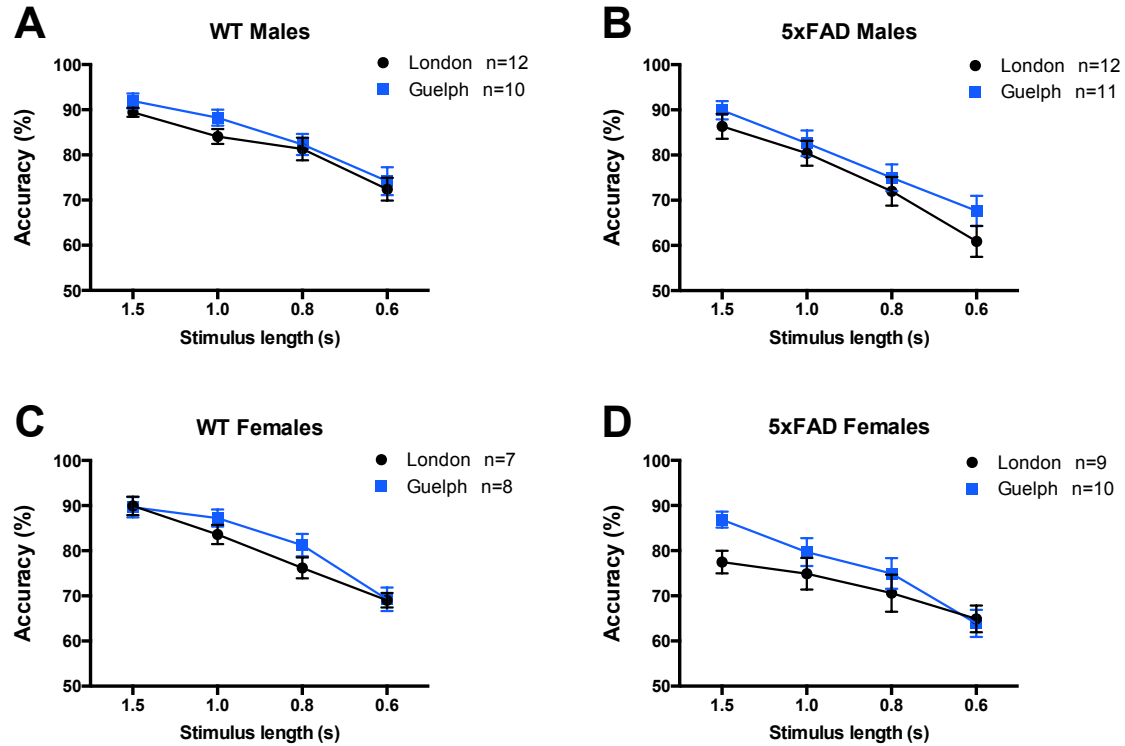 A
WT Males
London n=12
Guelph n=10
Accuracy (%)
100
90
80
70
60
50
1.5 1.0 0.8 0.6
Stimulus length (s)
B
5xFAD Males
London n=12
Guelph n=11
Accuracy (%)
100
90
80
70
60
50
1.5 1.0 0.8 0.6
Stimulus length (s)
C
WT Females
London n=7
Guelph n=8
Accuracy (%)
100
90
80
70
60
50
1.5 1.0 0.8 0.6
Stimulus length (s)
D
5xFAD Females
London n=9
Guelph n=10
Accuracy (%)
100
90
80
70
60
50
1.5 1.0 0.8 0.6
Stimulus length (s)